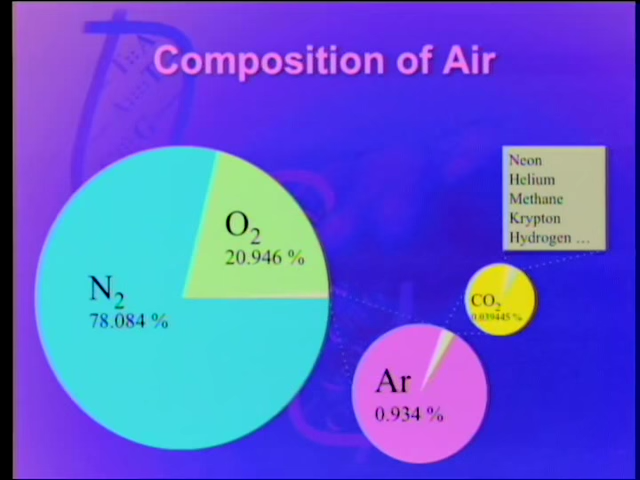 Composition of Air
O2
20.946 %
N2
78.084 %
Neon
Helium
Methane
Krypton
Hydrogen ...
CO2
0.039445 %
Ar
0.934 %